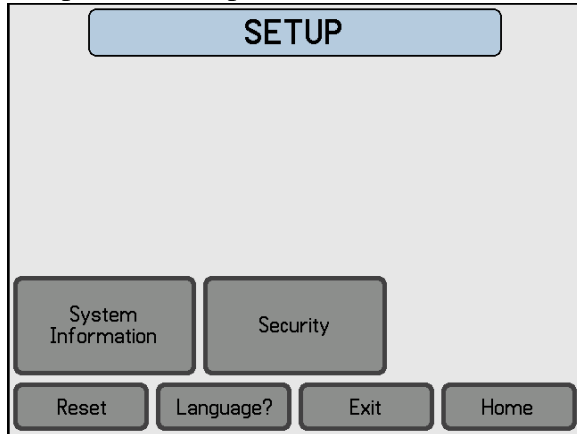 SETUP
System
Information
Security
Reset
Language?
Exit
Home